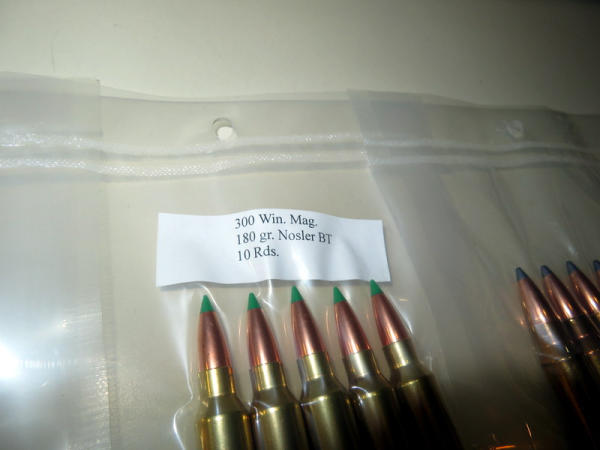 300 Win. Mag.
180 gr. Nosler BT
10 Rds.